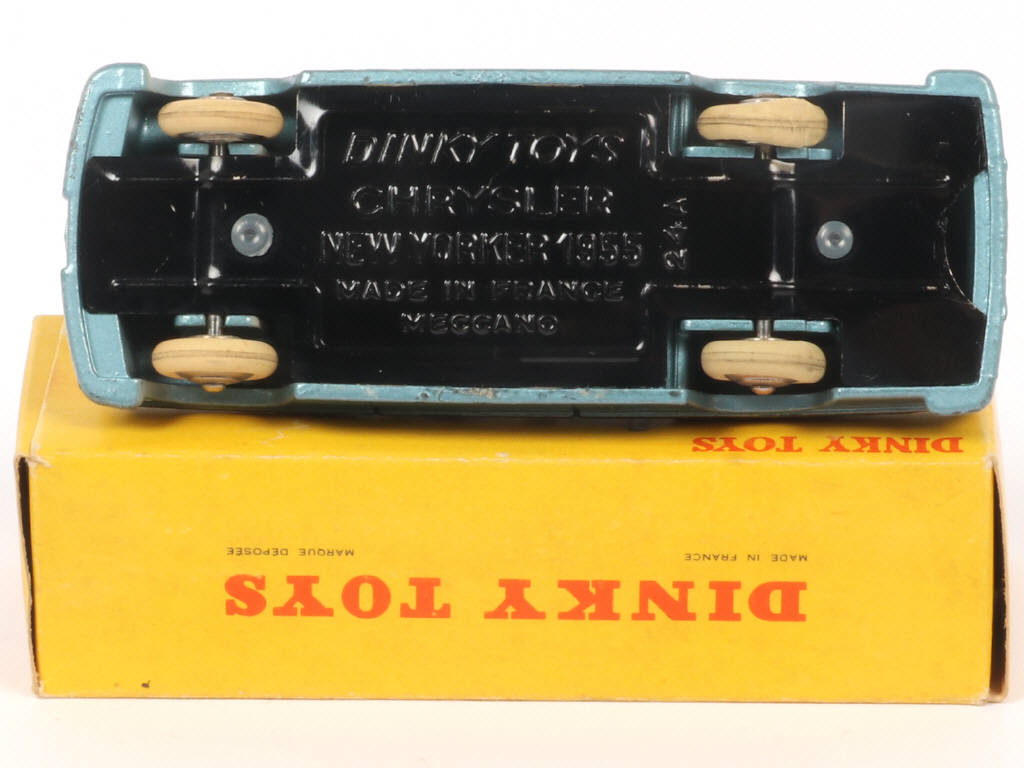 DINKY TOYS
CHRYSLER
NEW YORKER 1955
MADE IN FRANCE
MECCANO
24A
DINKY TOYS
DINKY TOYS
MADE IN FRANCE MARQUE DÉPOSÉE